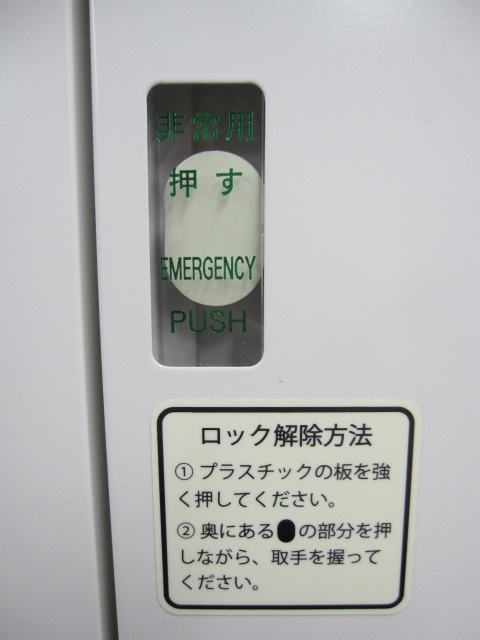 非常用
押す
EMERGENCY
PUSH
ロック解除方法
① プラスチックの板を強
く押してください。
② 奥にある●の部分を押
しながら、取手を握って
ください。